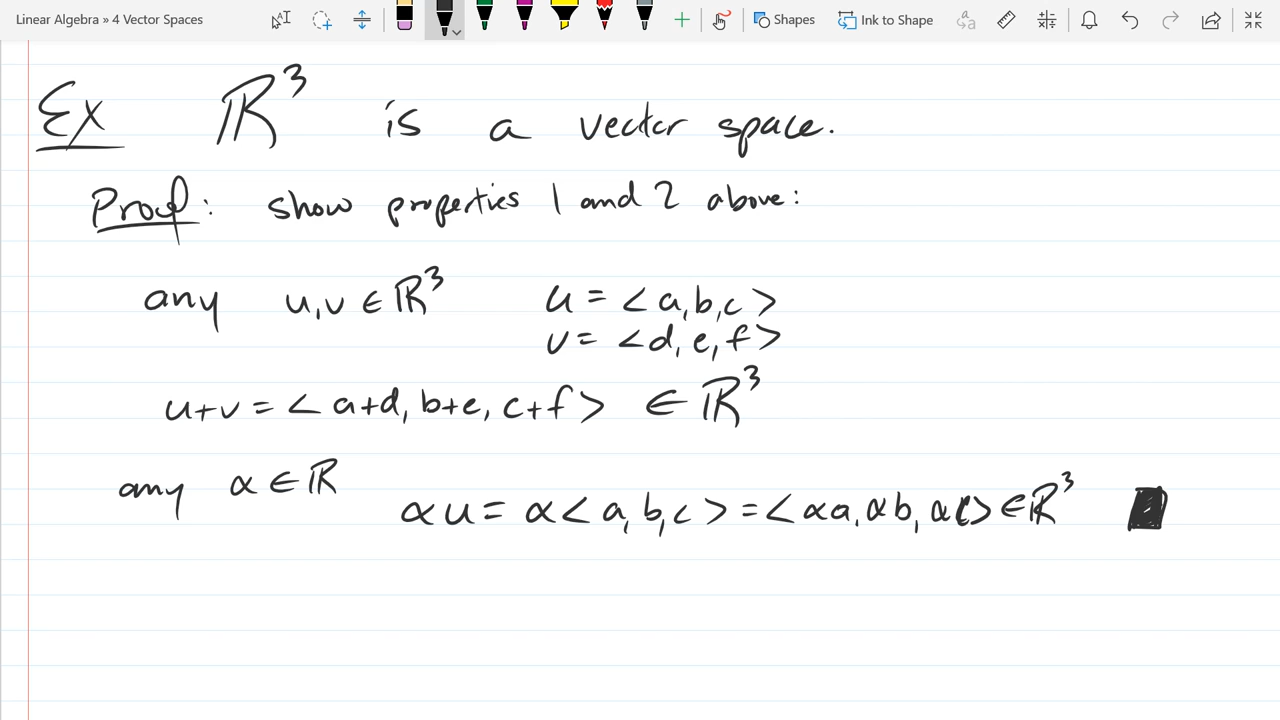 Linear Algebra » 4 Vector Spaces
Shapes
Ink to Shape
Ex ℝ³ is a vector space.
Proof: show properties 1 and 2 above:
any u,v ∈ ℝ³ u = <a,b,c>
v = <d, e, f>
u+v = < a+d, b+e, c+f > ∈ ℝ³
any α ∈ ℝ
αu = α< a, b, c > = < αa, αb, αc> ∈ ℝ³